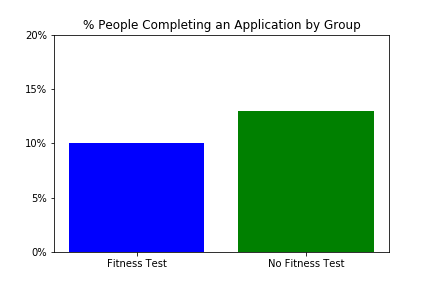 % People Completing an Application by Group
20%
15%
10%
5%
0%
Fitness Test
No Fitness Test